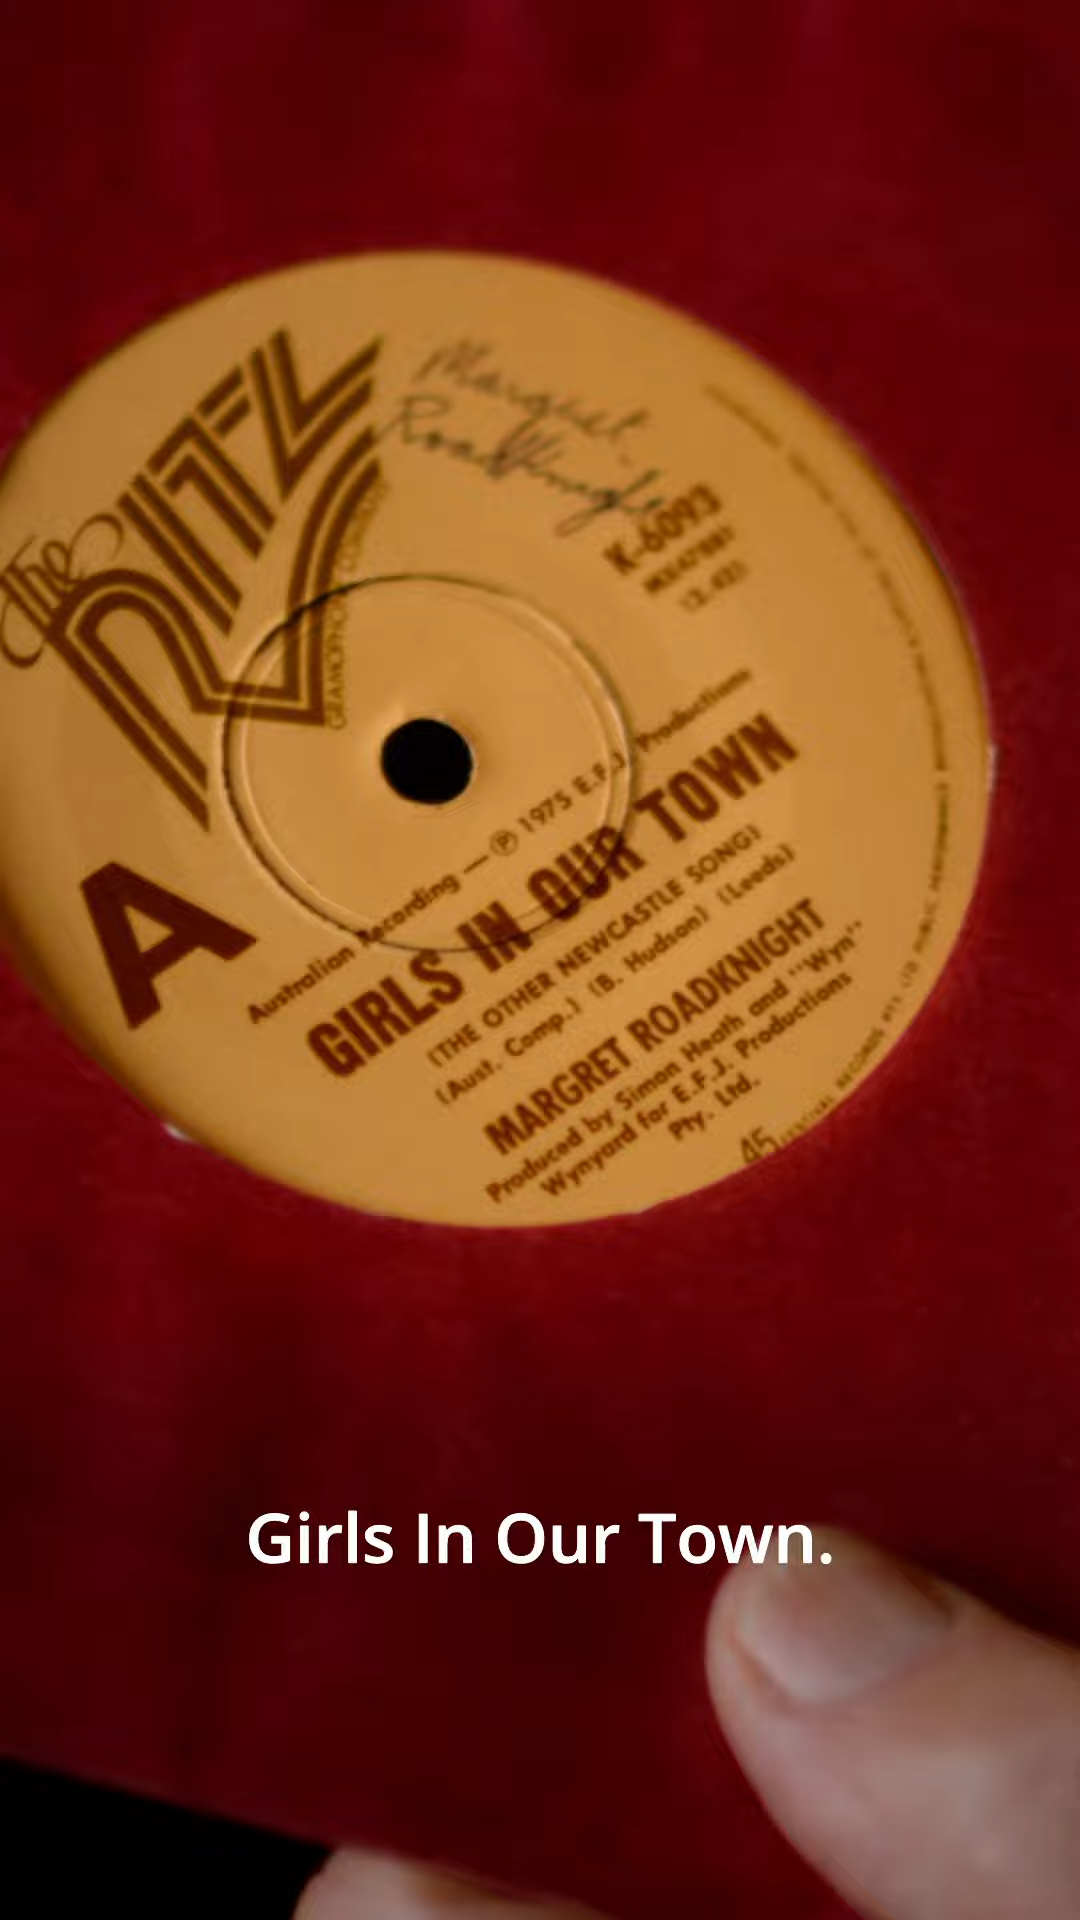 The RITZ
GRAMOPHONE
Margret
RoadKnight
K-6093
A
Australian Recording — ℗ 1975 E.F.J. Productions
GIRLS IN OUR TOWN
(THE OTHER NEWCASTLE SONG)
(Aust. Comp.) (B. Hudson) (Leeds)
MARGRET ROADKNIGHT
Produced by Simon Heath and "Wyn"
Wynyard for E.F.J. Productions
Pty. Ltd.
45
Girls In Our Town.